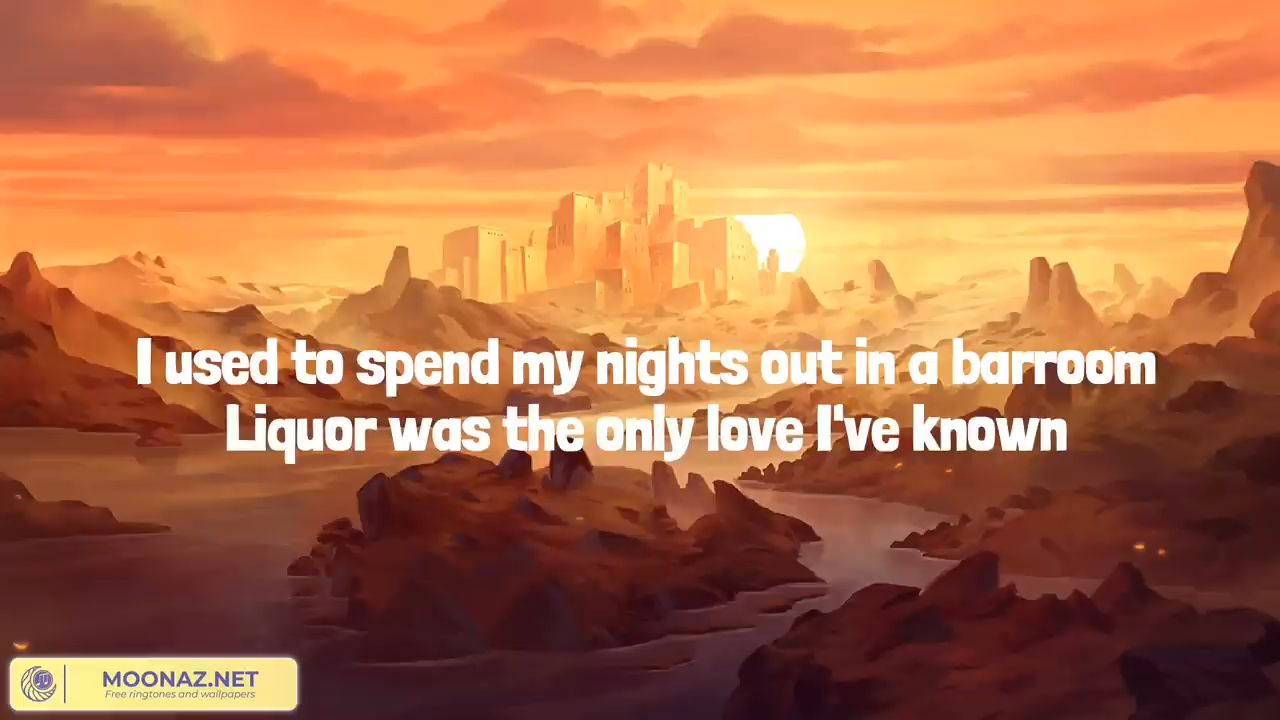 I used to spend my nights out in a barroom
Liquor was the only love I've known
MOONAZ.NET
Free ringtones and wallpapers